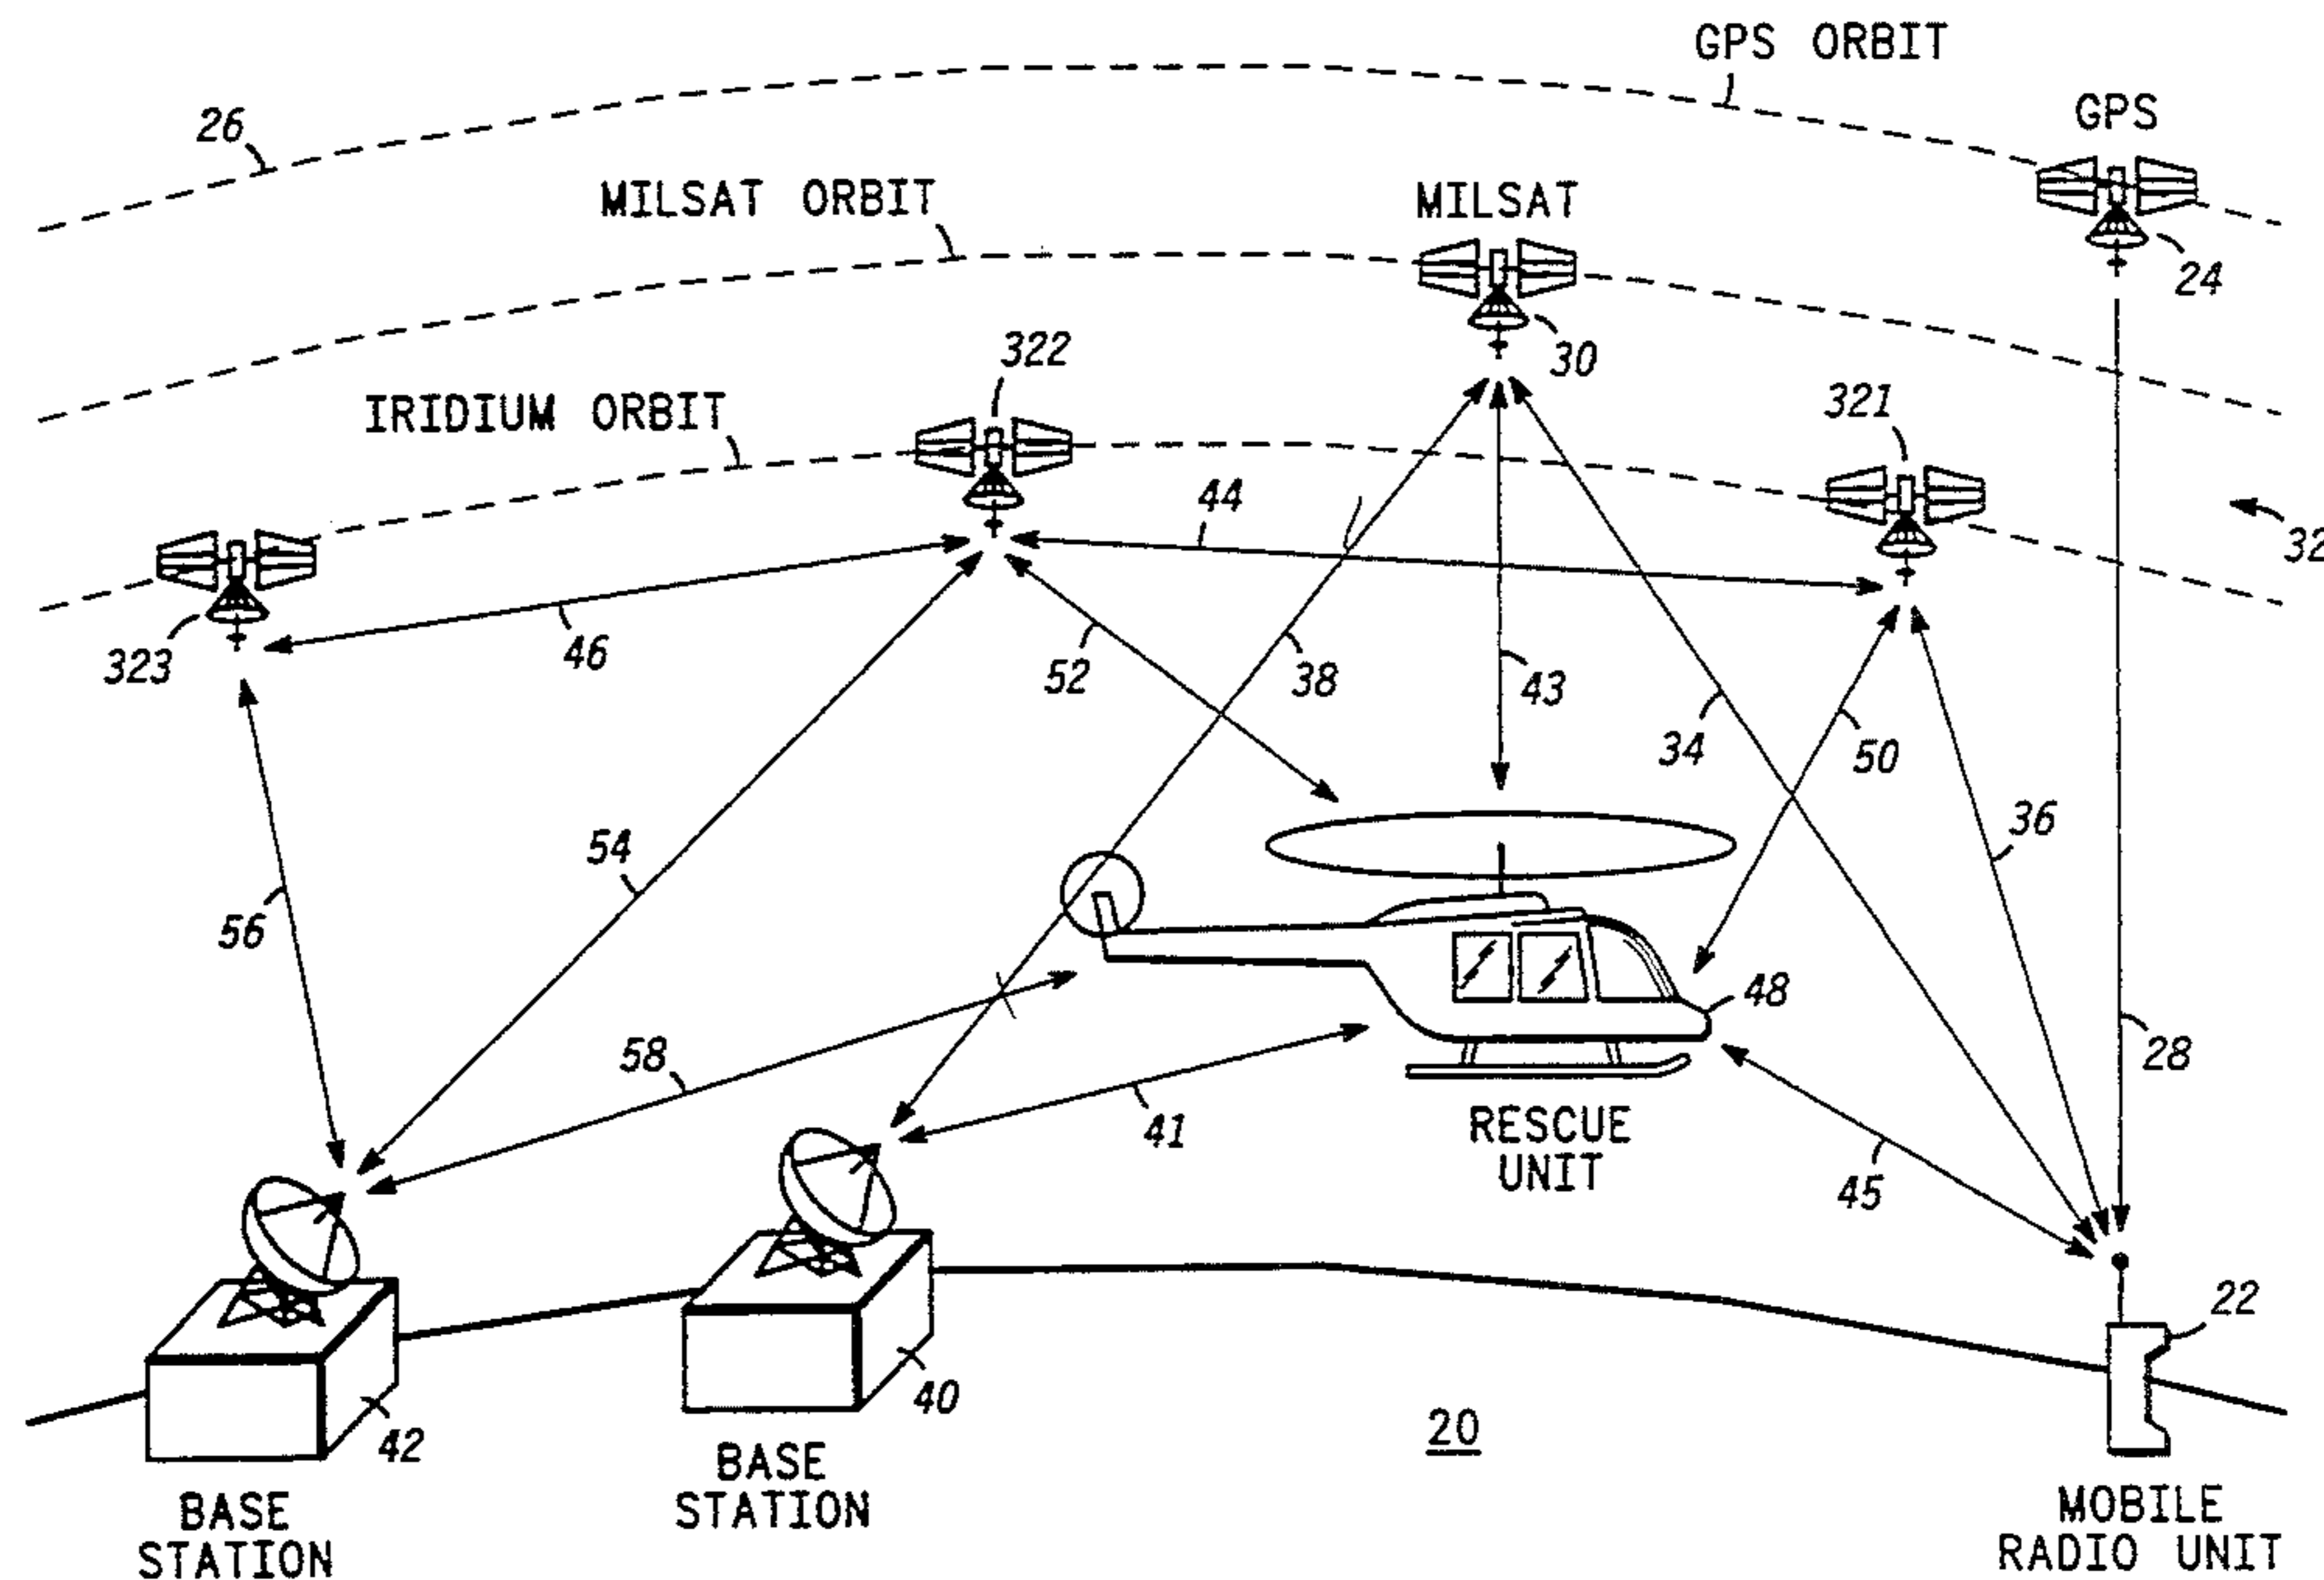 GPS ORBIT
26
GPS
MILSAT ORBIT
MILSAT
24
322
30
IRIDIUM ORBIT
321
44
32
323
46
52
38
43
34
50
54
36
56
48
58
28
41
RESCUE
UNIT
45
22
40
20
42
BASE
STATION
BASE
STATION
MOBILE
RADIO UNIT